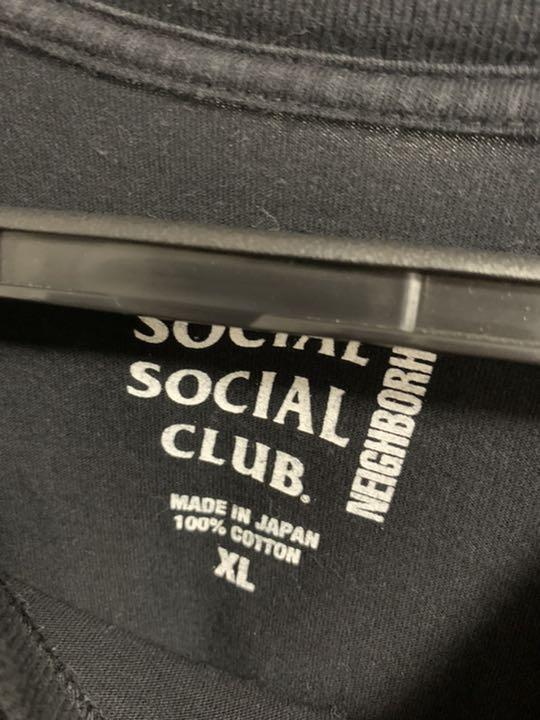 SOCIAL
SOCIAL
CLUB.
MADE IN JAPAN
100% COTTON
XL
NEIGHBORH